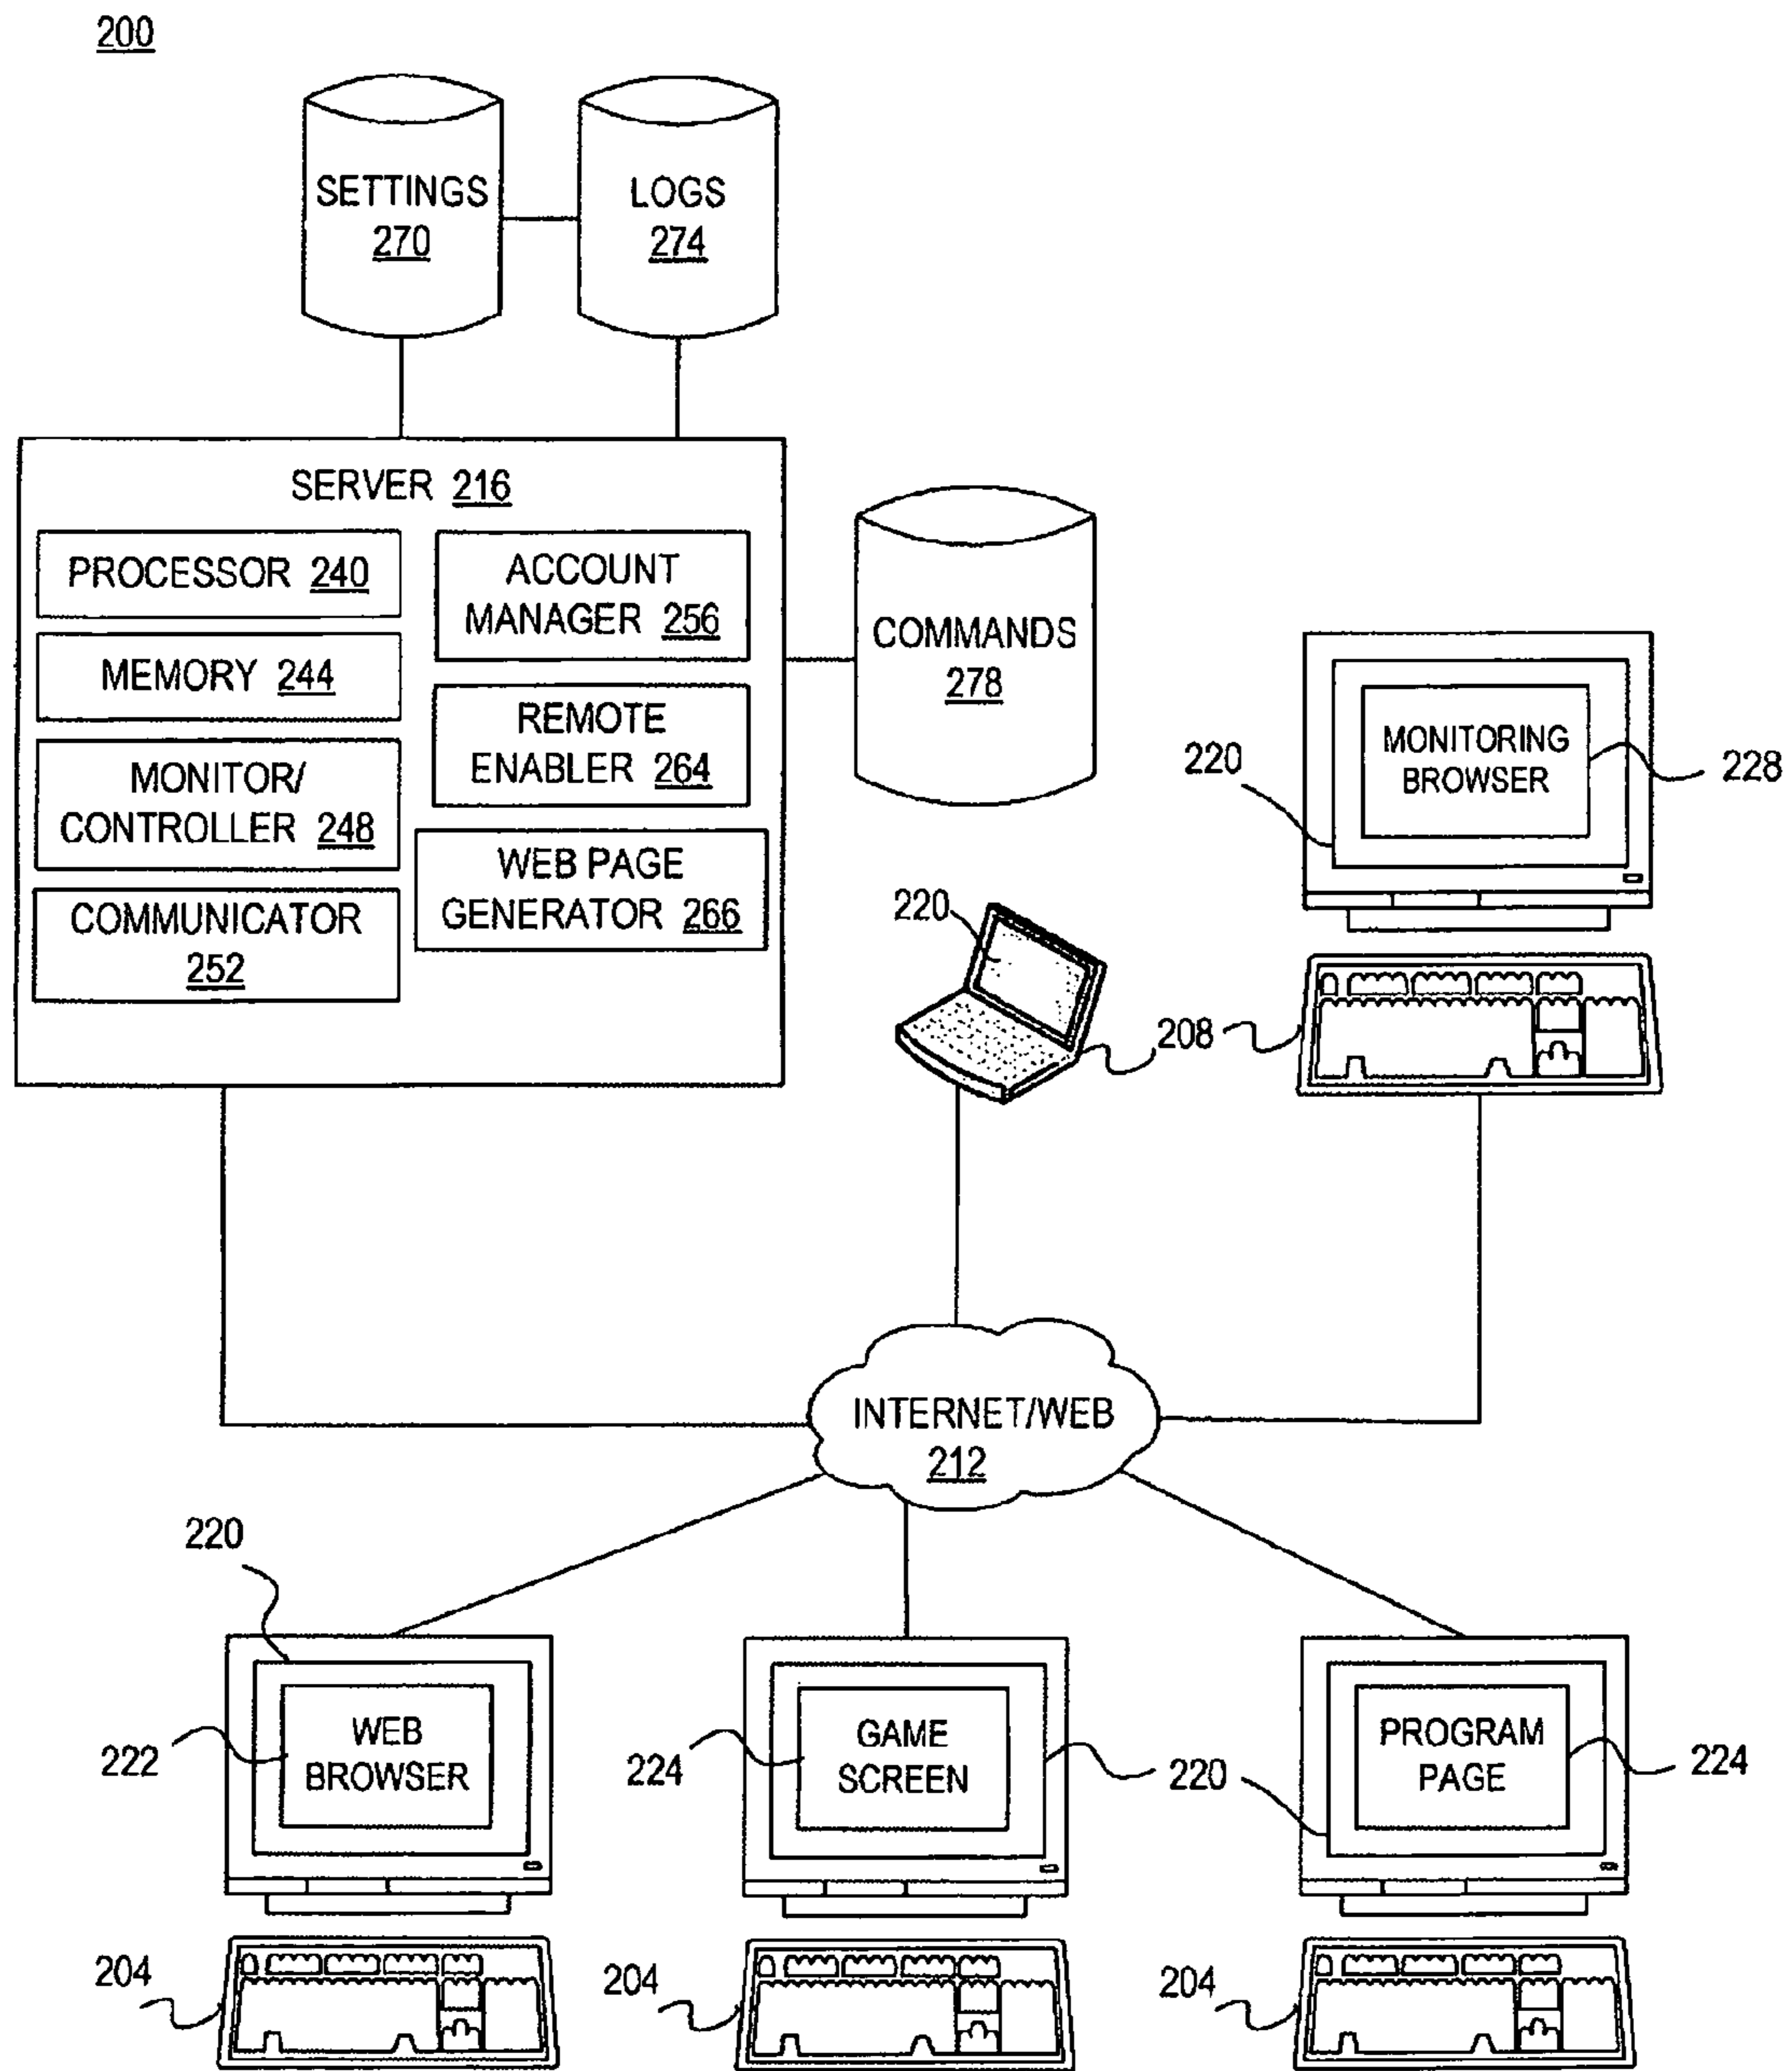 200
SETTINGS
270
LOGS
274
SERVER 216
PROCESSOR 240
MEMORY 244
MONITOR/
CONTROLLER 248
COMMUNICATOR
252
ACCOUNT
MANAGER 256
REMOTE
ENABLER 264
WEB PAGE
GENERATOR 266
COMMANDS
278
MONITORING
BROWSER
220
228
220
208
INTERNET/WEB
212
220
WEB
BROWSER
222
GAME
SCREEN
224
220
PROGRAM
PAGE
224
204
204
204